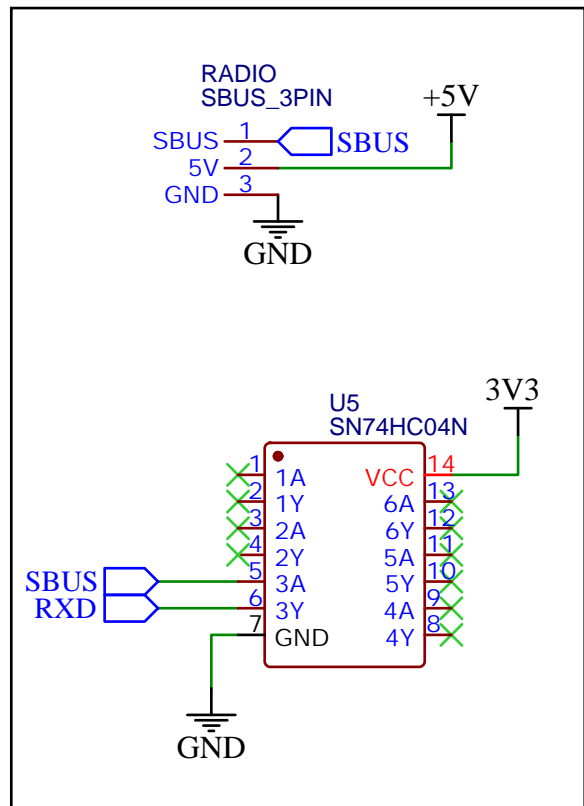 RADIO
SBUS_3PIN
+5V
SBUS 1 SBUS
5V 2
GND 3
GND
U5
SN74HC04N
3V3
1 1A VCC 14
2 1Y 6A 13
3 2A 6Y 12
4 2Y 5A 11
SBUS 5 3A 5Y 10
RXD 6 3Y 4A 9
7 GND 4Y 8
GND